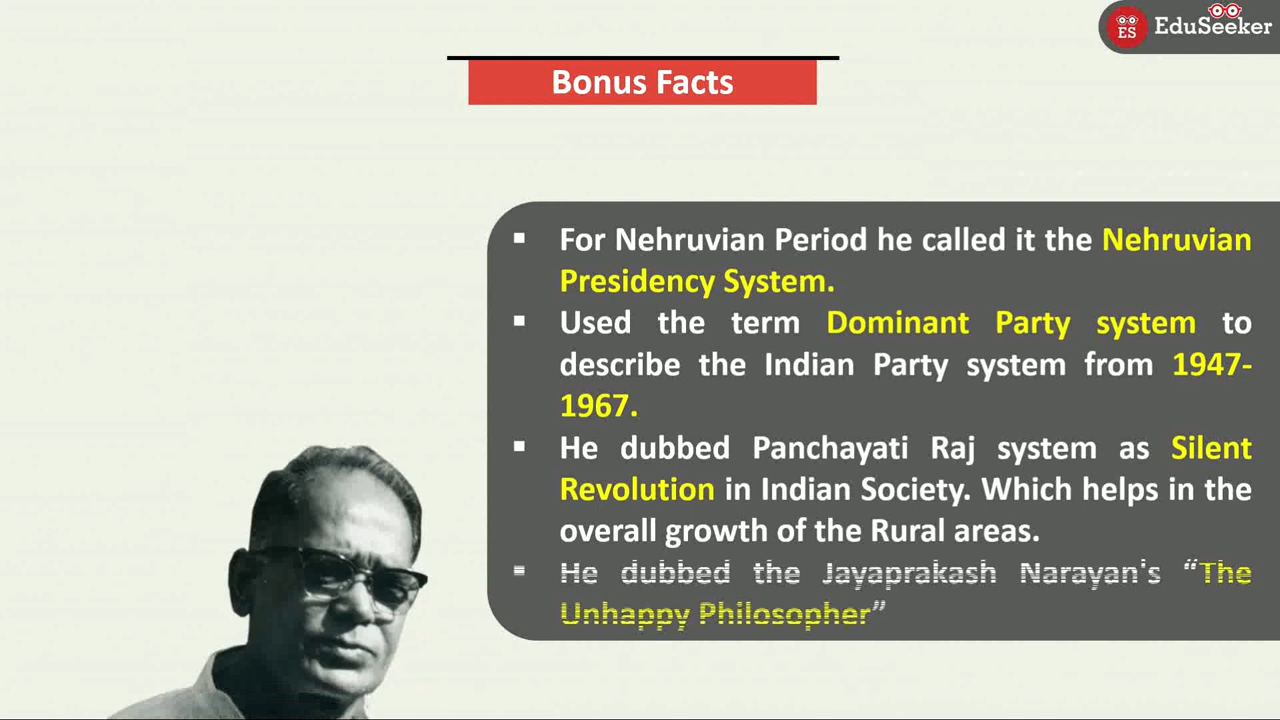 ES EduSeeker
Bonus Facts
▪ For Nehruvian Period he called it the Nehruvian
Presidency System.
▪ Used the term Dominant Party system to
describe the Indian Party system from 1947-
1967.
▪ He dubbed Panchayati Raj system as Silent
Revolution in Indian Society. Which helps in the
overall growth of the Rural areas.
▪ He dubbed the Jayaprakash Narayan's “The
Unhappy Philosopher”